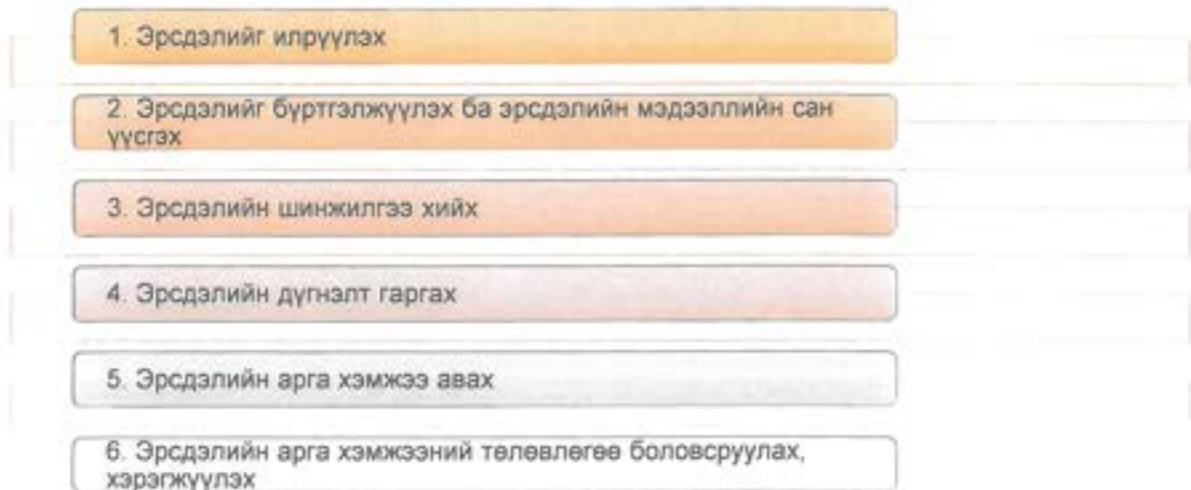 1. Эрсдэлийг илрүүлэх
2. Эрсдэлийг бүртгэлжүүлэх ба эрсдэлийн мэдээллийн сан
үүсгэх
3. Эрсдэлийн шинжилгээ хийх
4. Эрсдэлийн дүгнэлт гаргах
5. Эрсдэлийн арга хэмжээ авах
6. Эрсдэлийн арга хэмжээний төлөвлөгөө боловсруулах,
хэрэгжүүлэх